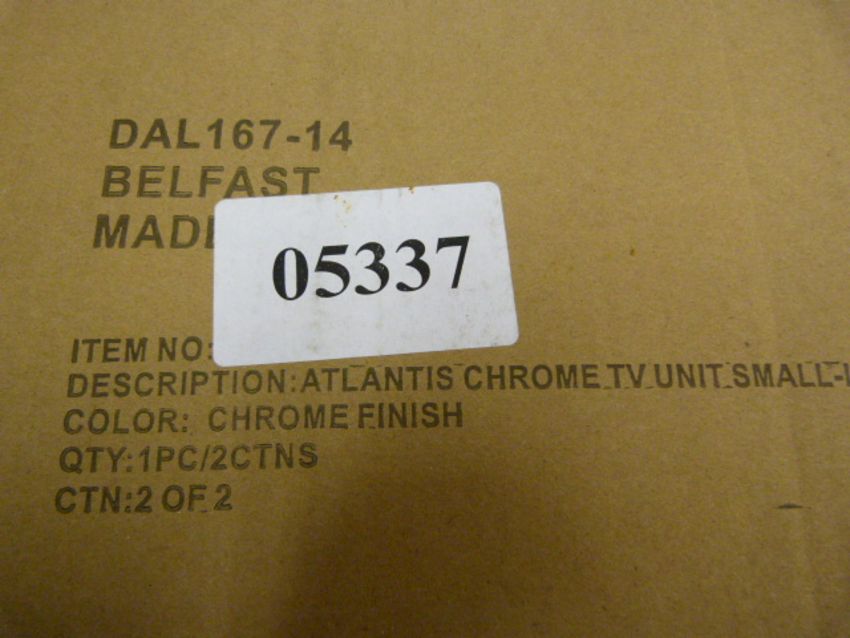 DAL167-14
BELFAST
05337
ITEM NO:
DESCRIPTION:ATLANTIS CHROME TV UNIT SMALL-
COLOR: CHROME FINISH
QTY:1PC/2CTNS
CTN:2 OF 2